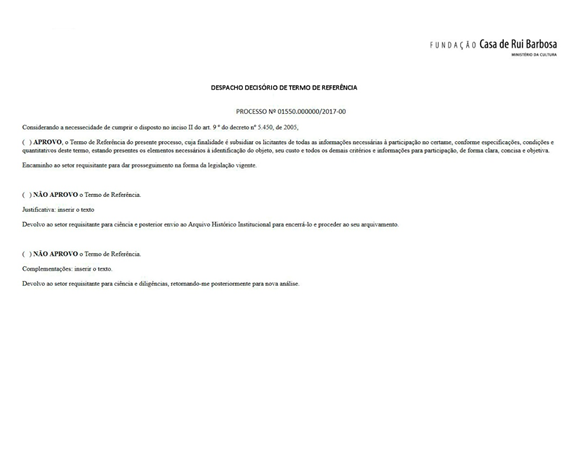 FUNDAÇÃO Casa de Rui Barbosa
MINISTÉRIO DA CULTURA
DESPACHO DECISÓRIO DE TERMO DE REFERÊNCIA
PROCESSO Nº 01550.000000/2017-00
Considerando a necessecidade de cumprir o disposto no inciso II do art. 9 º do decreto nº 5.450, de 2005,
( ) APROVO, o Termo de Referência do presente processo, cuja finalidade é subsidiar os licitantes de todas as informações necessárias à participação no certame, conforme especificações, condições e
quantitativos deste termo, estando presentes os elementos necessários à identificação do objeto, seu custo e todos os demais critérios e informações para participação, de forma clara, concisa e objetiva.
Encaminho ao setor requisitante para dar prosseguimento na forma da legislação vigente.
( ) NÃO APROVO o Termo de Referência.
Justificativa: inserir o texto
Devolvo ao setor requisitante para ciência e posterior envio ao Arquivo Histórico Institucional para encerrá-lo e proceder ao seu arquivamento.
( ) NÃO APROVO o Termo de Referência.
Complementações: inserir o texto.
Devolvo ao setor requisitante para ciência e diligências, retornando-me posteriormente para nova análise.